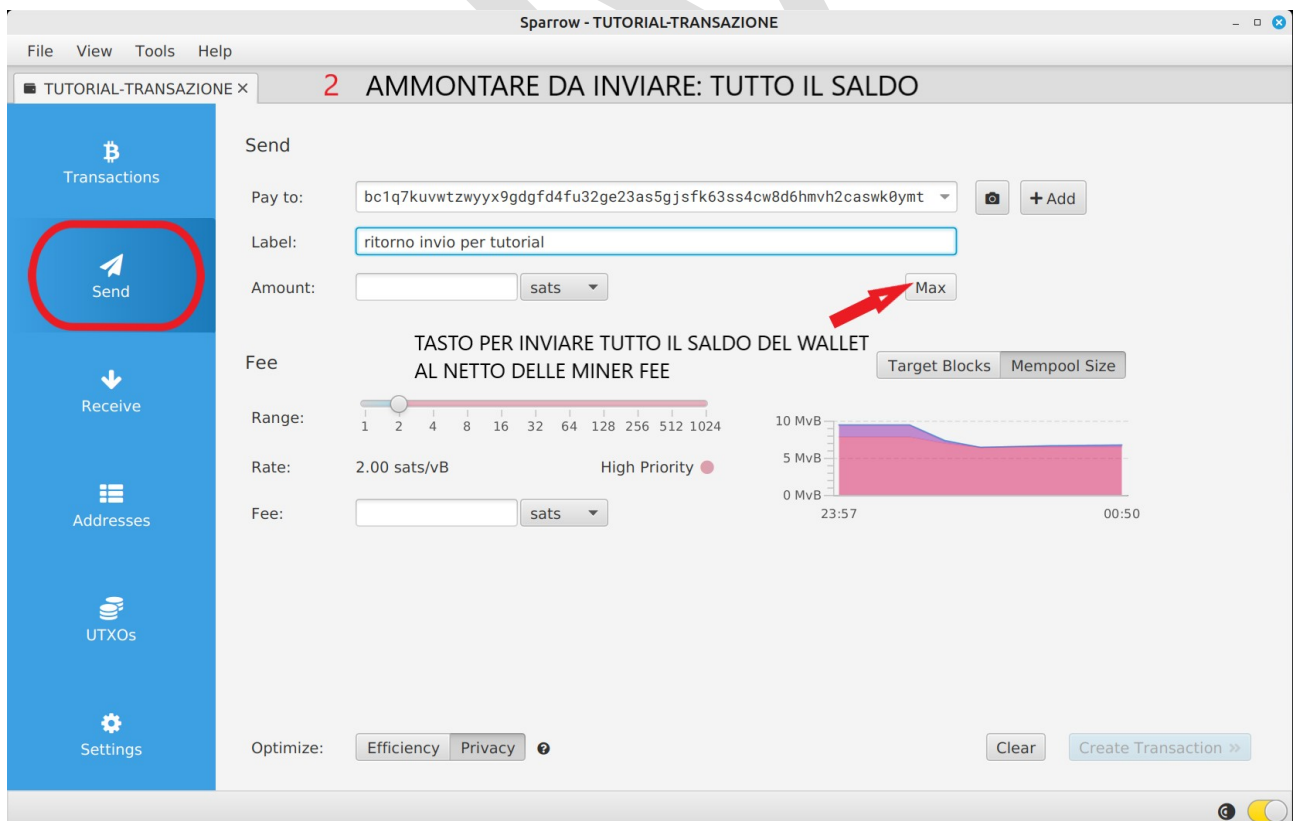 Sparrow - TUTORIAL-TRANSAZIONE
File View Tools Help
TUTORIAL-TRANSAZIONE ×
2 AMMONTARE DA INVIARE: TUTTO IL SALDO
Transactions
Send
Receive
Addresses
UTXOs
Settings
Send
Pay to: bc1q7kuvwtzwyyx9gdgfd4fu32ge23as5gjsfk63ss4cw8d6hmvh2caswk0ymt + Add
Label: ritorno invio per tutorial
Amount: sats Max
TASTO PER INVIARE TUTTO IL SALDO DEL WALLET
AL NETTO DELLE MINER FEE
Fee
Target Blocks Mempool Size
Range: 1 2 4 8 16 32 64 128 256 512 1024
Rate: 2.00 sats/vB High Priority
Fee: sats
10 MvB
5 MvB
0 MvB
23:57 00:50
Optimize: Efficiency Privacy ?
Clear Create Transaction »